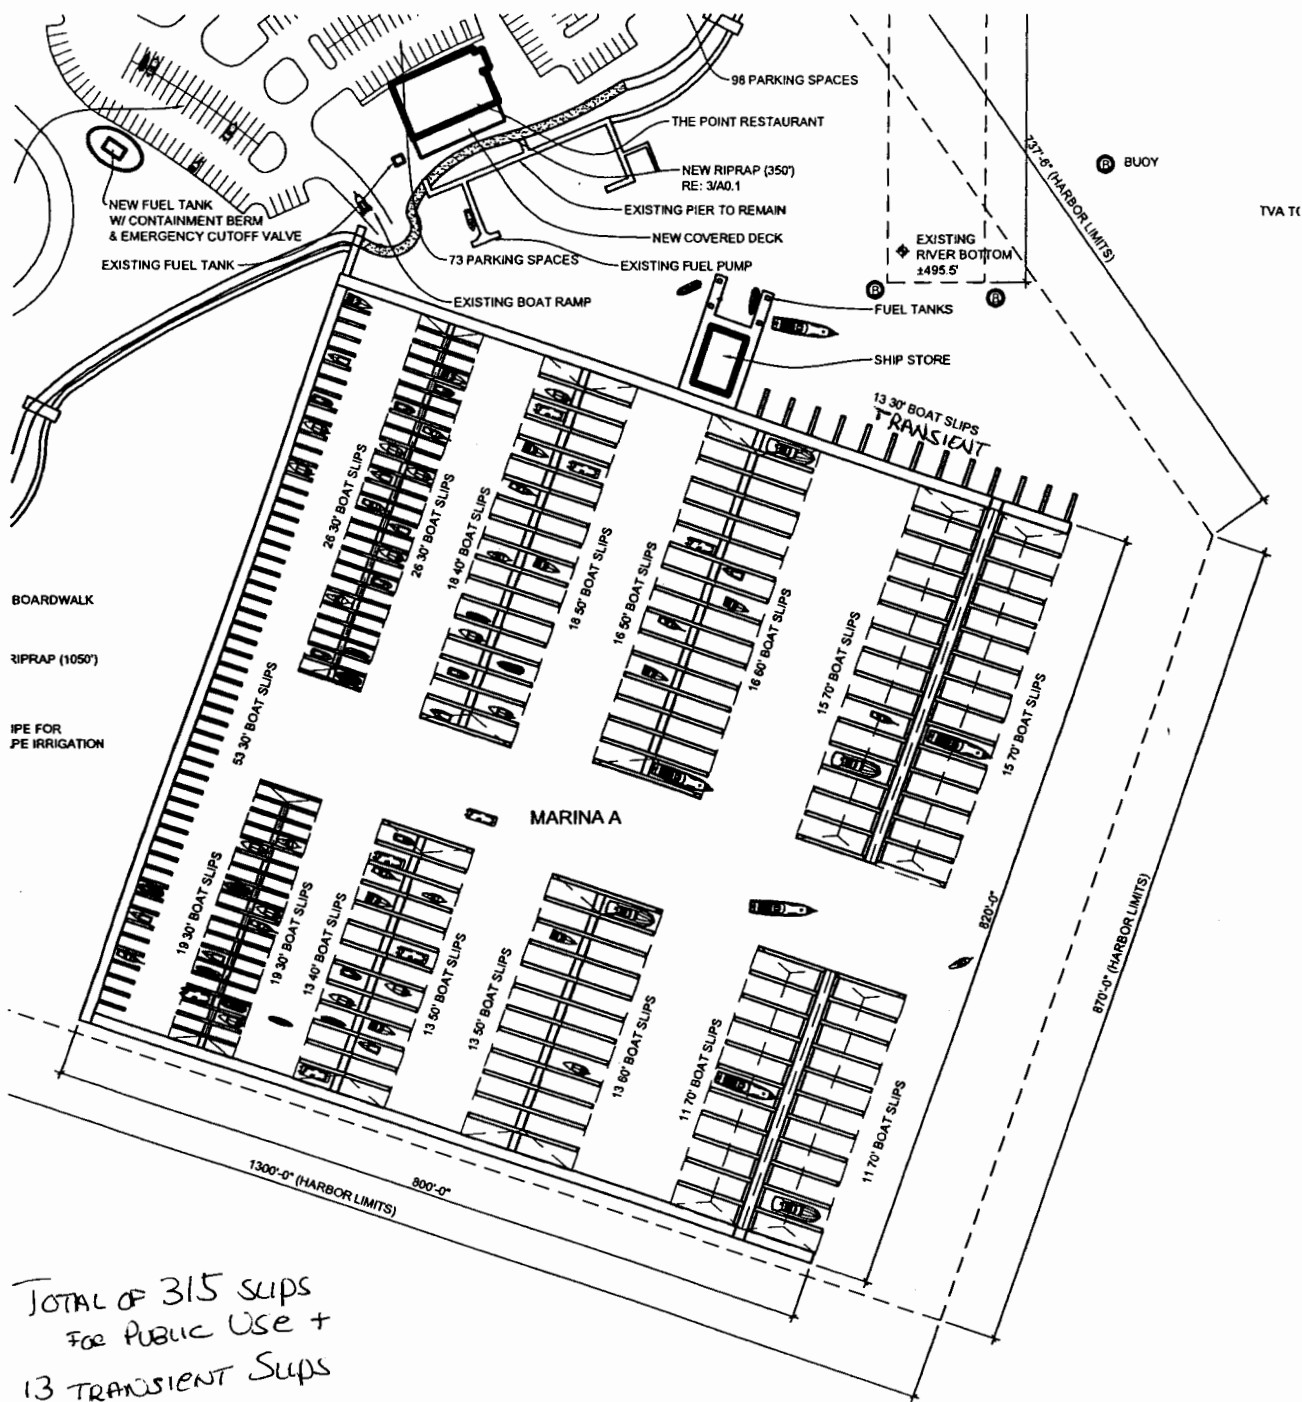 98 PARKING SPACES
THE POINT RESTAURANT
NEW RIPRAP (350')
RE: 3/A0.1
EXISTING PIER TO REMAIN
NEW COVERED DECK
NEW FUEL TANK
W/ CONTAINMENT BERM
& EMERGENCY CUTOFF VALVE
EXISTING FUEL TANK
73 PARKING SPACES
EXISTING FUEL PUMP
EXISTING BOAT RAMP
737'-6" (HARBOR LIMITS)
B
BUOY
TVA TO
EXISTING
RIVER BOTTOM
±495.5'
B
B
FUEL TANKS
SHIP STORE
13 30' BOAT SLIPS
TRANSIENT
26 30' BOAT SLIPS
26 30' BOAT SLIPS
18 40' BOAT SLIPS
18 50' BOAT SLIPS
16 50' BOAT SLIPS
16 60' BOAT SLIPS
15 70' BOAT SLIPS
15 70' BOAT SLIPS
BOARDWALK
RIPRAP (1050')
IPE FOR
PE IRRIGATION
53 30' BOAT SLIPS
MARINA A
19 30' BOAT SLIPS
19 30' BOAT SLIPS
13 40' BOAT SLIPS
13 50' BOAT SLIPS
13 50' BOAT SLIPS
13 60' BOAT SLIPS
11 70' BOAT SLIPS
11 70' BOAT SLIPS
820'-0"
870'-0" (HARBOR LIMITS)
800'-0"
1300'-0" (HARBOR LIMITS)
TOTAL OF 315 SLIPS
FOR PUBLIC USE +
13 TRANSIENT SLIPS